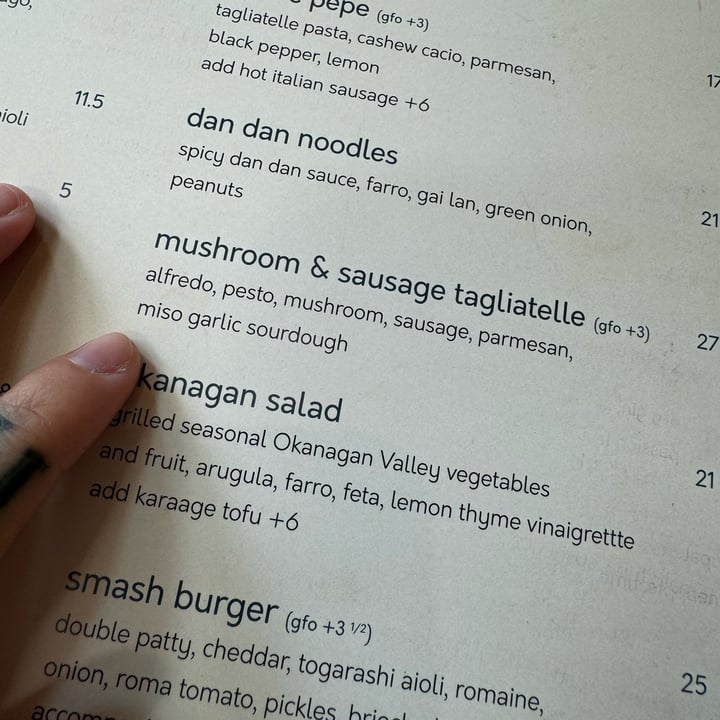 pepe (gfo +3)
tagliatelle pasta, cashew cacio, parmesan,
black pepper, lemon
add hot italian sausage +6
17
11.5
dan dan noodles
spicy dan dan sauce, farro, gai lan, green onion,
peanuts
21
5
mushroom & sausage tagliatelle (gfo +3)
alfredo, pesto, mushroom, sausage, parmesan,
miso garlic sourdough
27
kanagan salad
grilled seasonal Okanagan Valley vegetables
and fruit, arugula, farro, feta, lemon thyme vinaigrettte
add karaage tofu +6
21
smash burger (gfo +3 ½)
double patty, cheddar, togarashi aioli, romaine,
onion, roma tomato, pickles,
25